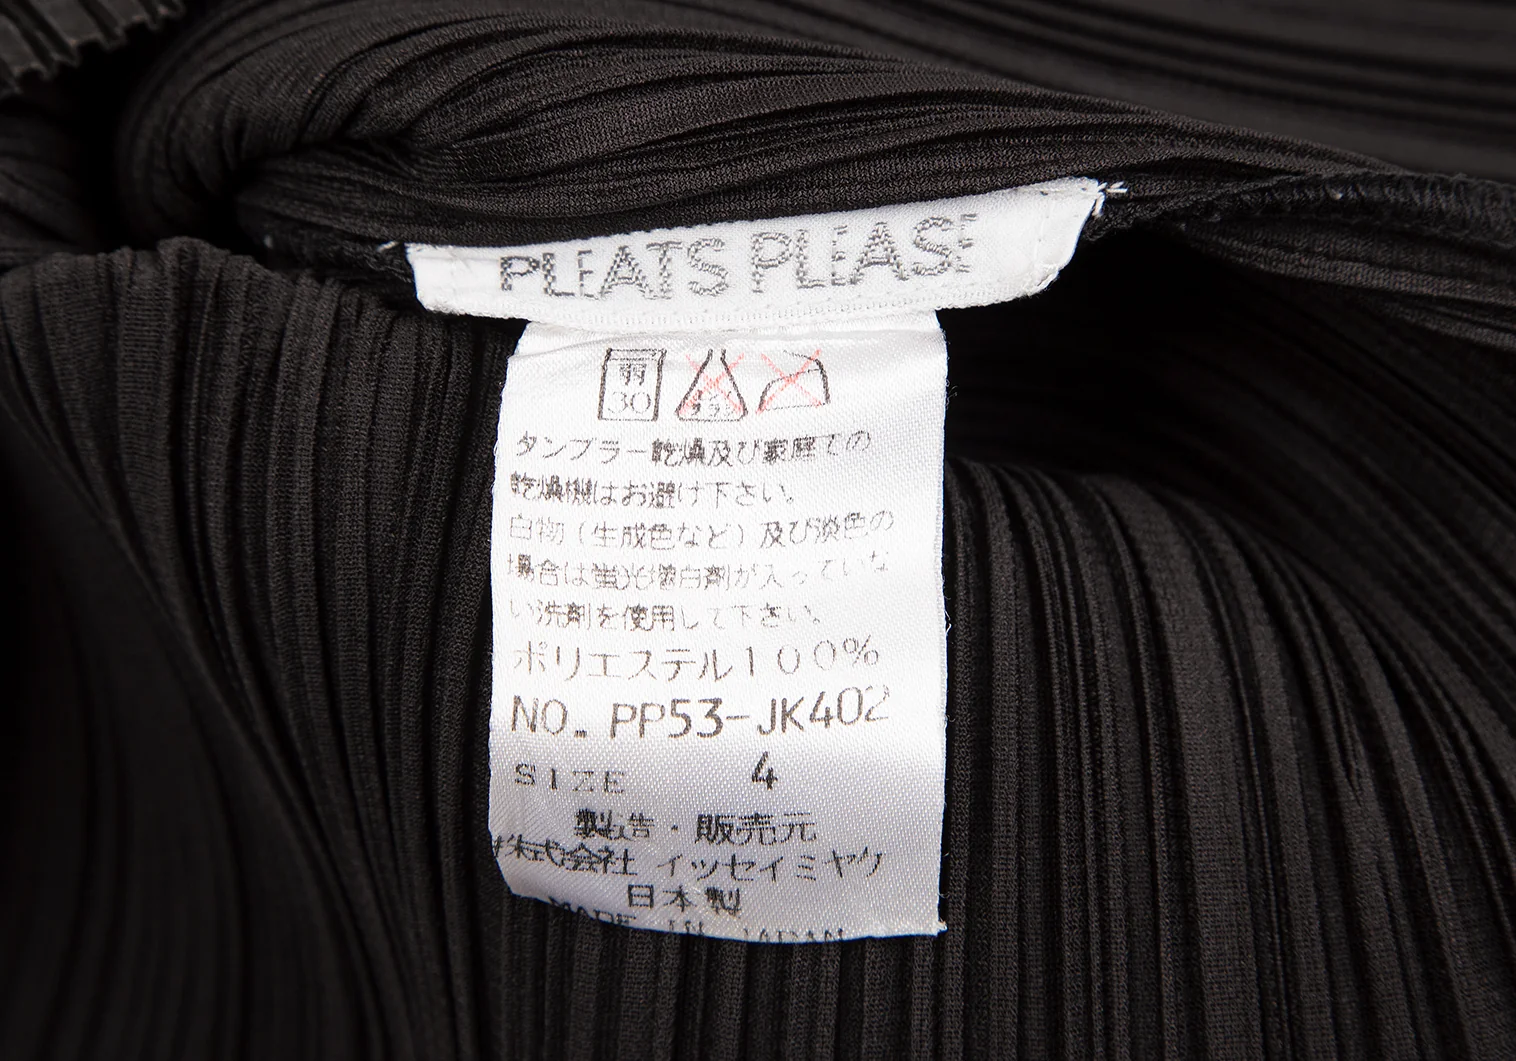 PLEATS PLEASE
弱
30
タンブラー乾燥及び家庭での
乾燥機はお避け下さい。
白物（生成色など）及び淡色の
場合は蛍光増白剤が入っていな
い洗剤を使用して下さい。
ポリエステル100%
NO. PP53-JK402
SIZE 4
製造・販売元
株式会社 イッセイミヤケ
日本製
MADE IN JAPAN